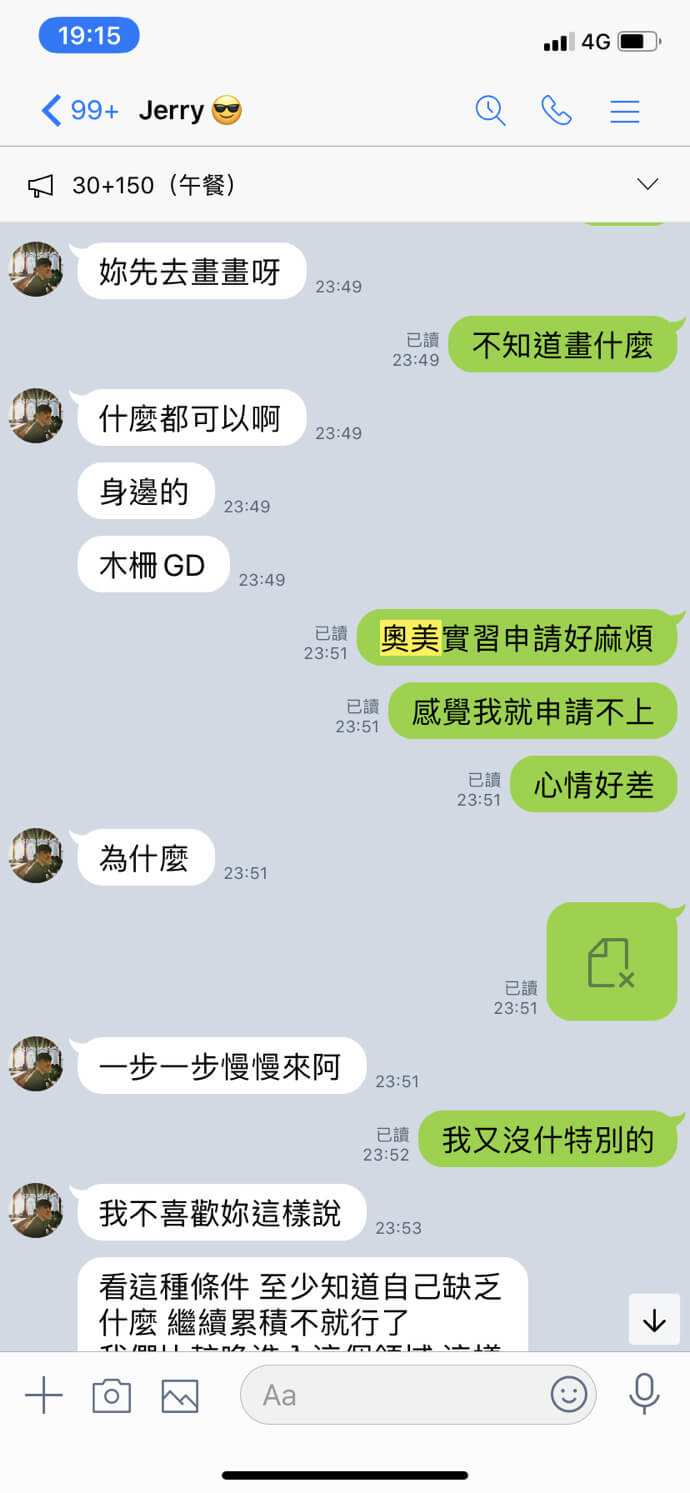 19:15
4G
99+ Jerry 😎
30+150（午餐）
妳先去畫畫呀
23:49
不知道畫什麼
已讀
23:49
什麼都可以啊
23:49
身邊的
23:49
木柵GD
23:49
奧美實習申請好麻煩
已讀
23:51
感覺我就申請不上
已讀
23:51
心情好差
已讀
23:51
為什麼
23:51
已讀
23:51
一步一步慢慢來阿
23:51
我又沒什特別的
已讀
23:52
我不喜歡妳這樣說
23:53
看這種條件 至少知道自己缺乏
什麼 繼續累積不就行了
Aa